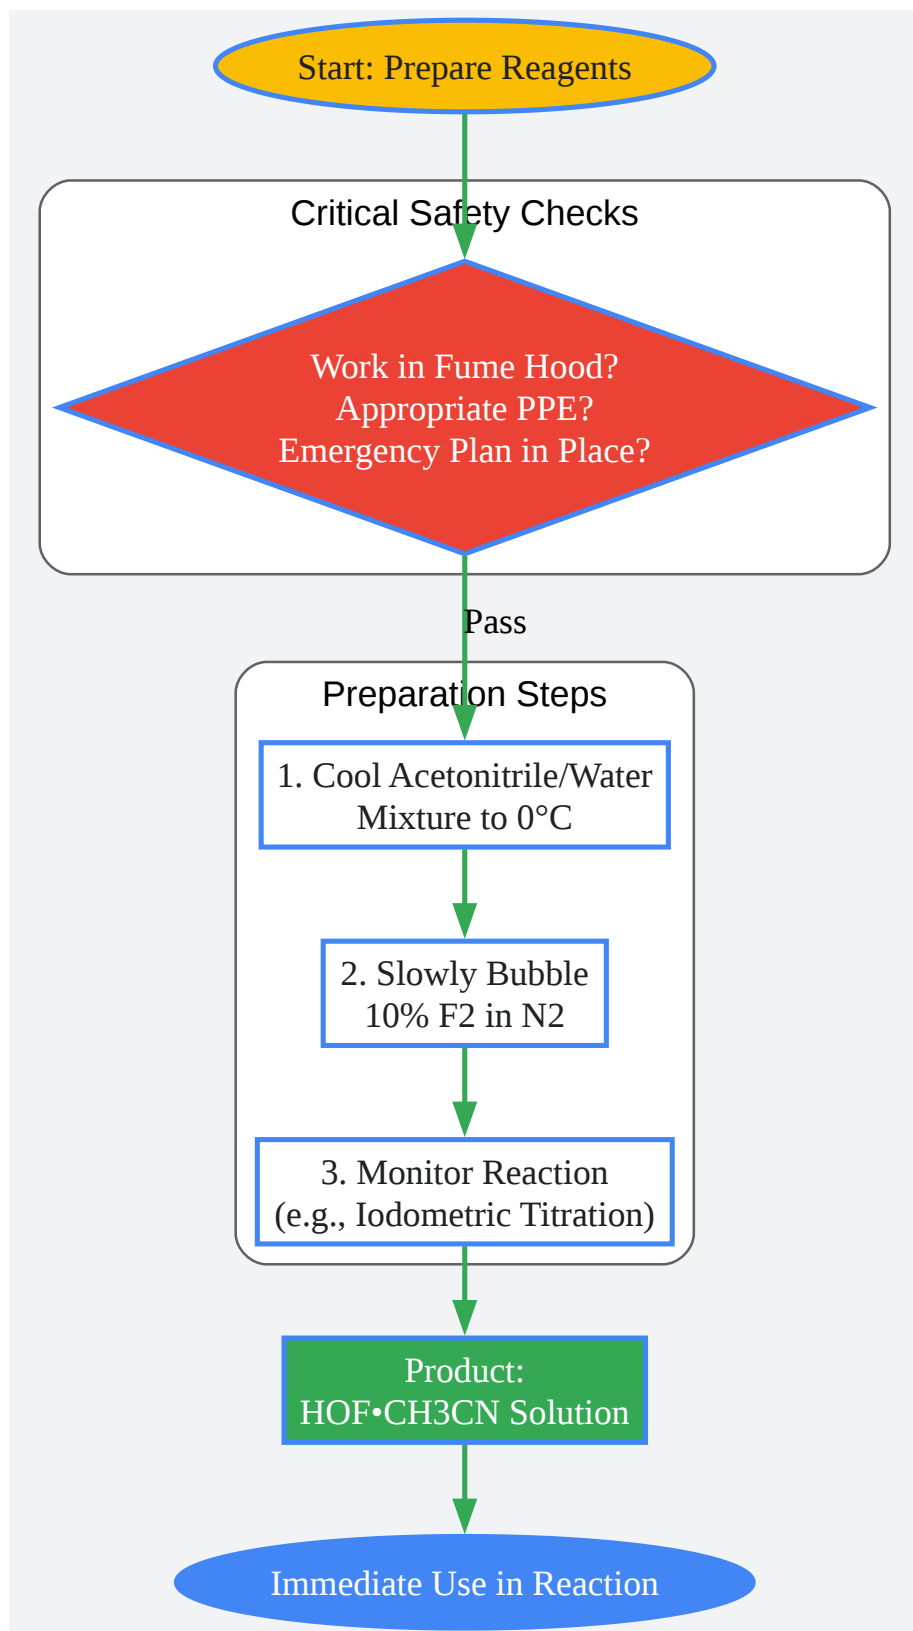 Start: Prepare Reagents
Critical Safety Checks
Work in Fume Hood?
Appropriate PPE?
Emergency Plan in Place?
Pass
Preparation Steps
1. Cool Acetonitrile/Water
Mixture to 0°C
2. Slowly Bubble
10% F2 in N2
3. Monitor Reaction
(e.g., Iodometric Titration)
Product:
HOF•CH3CN Solution
Immediate Use in Reaction